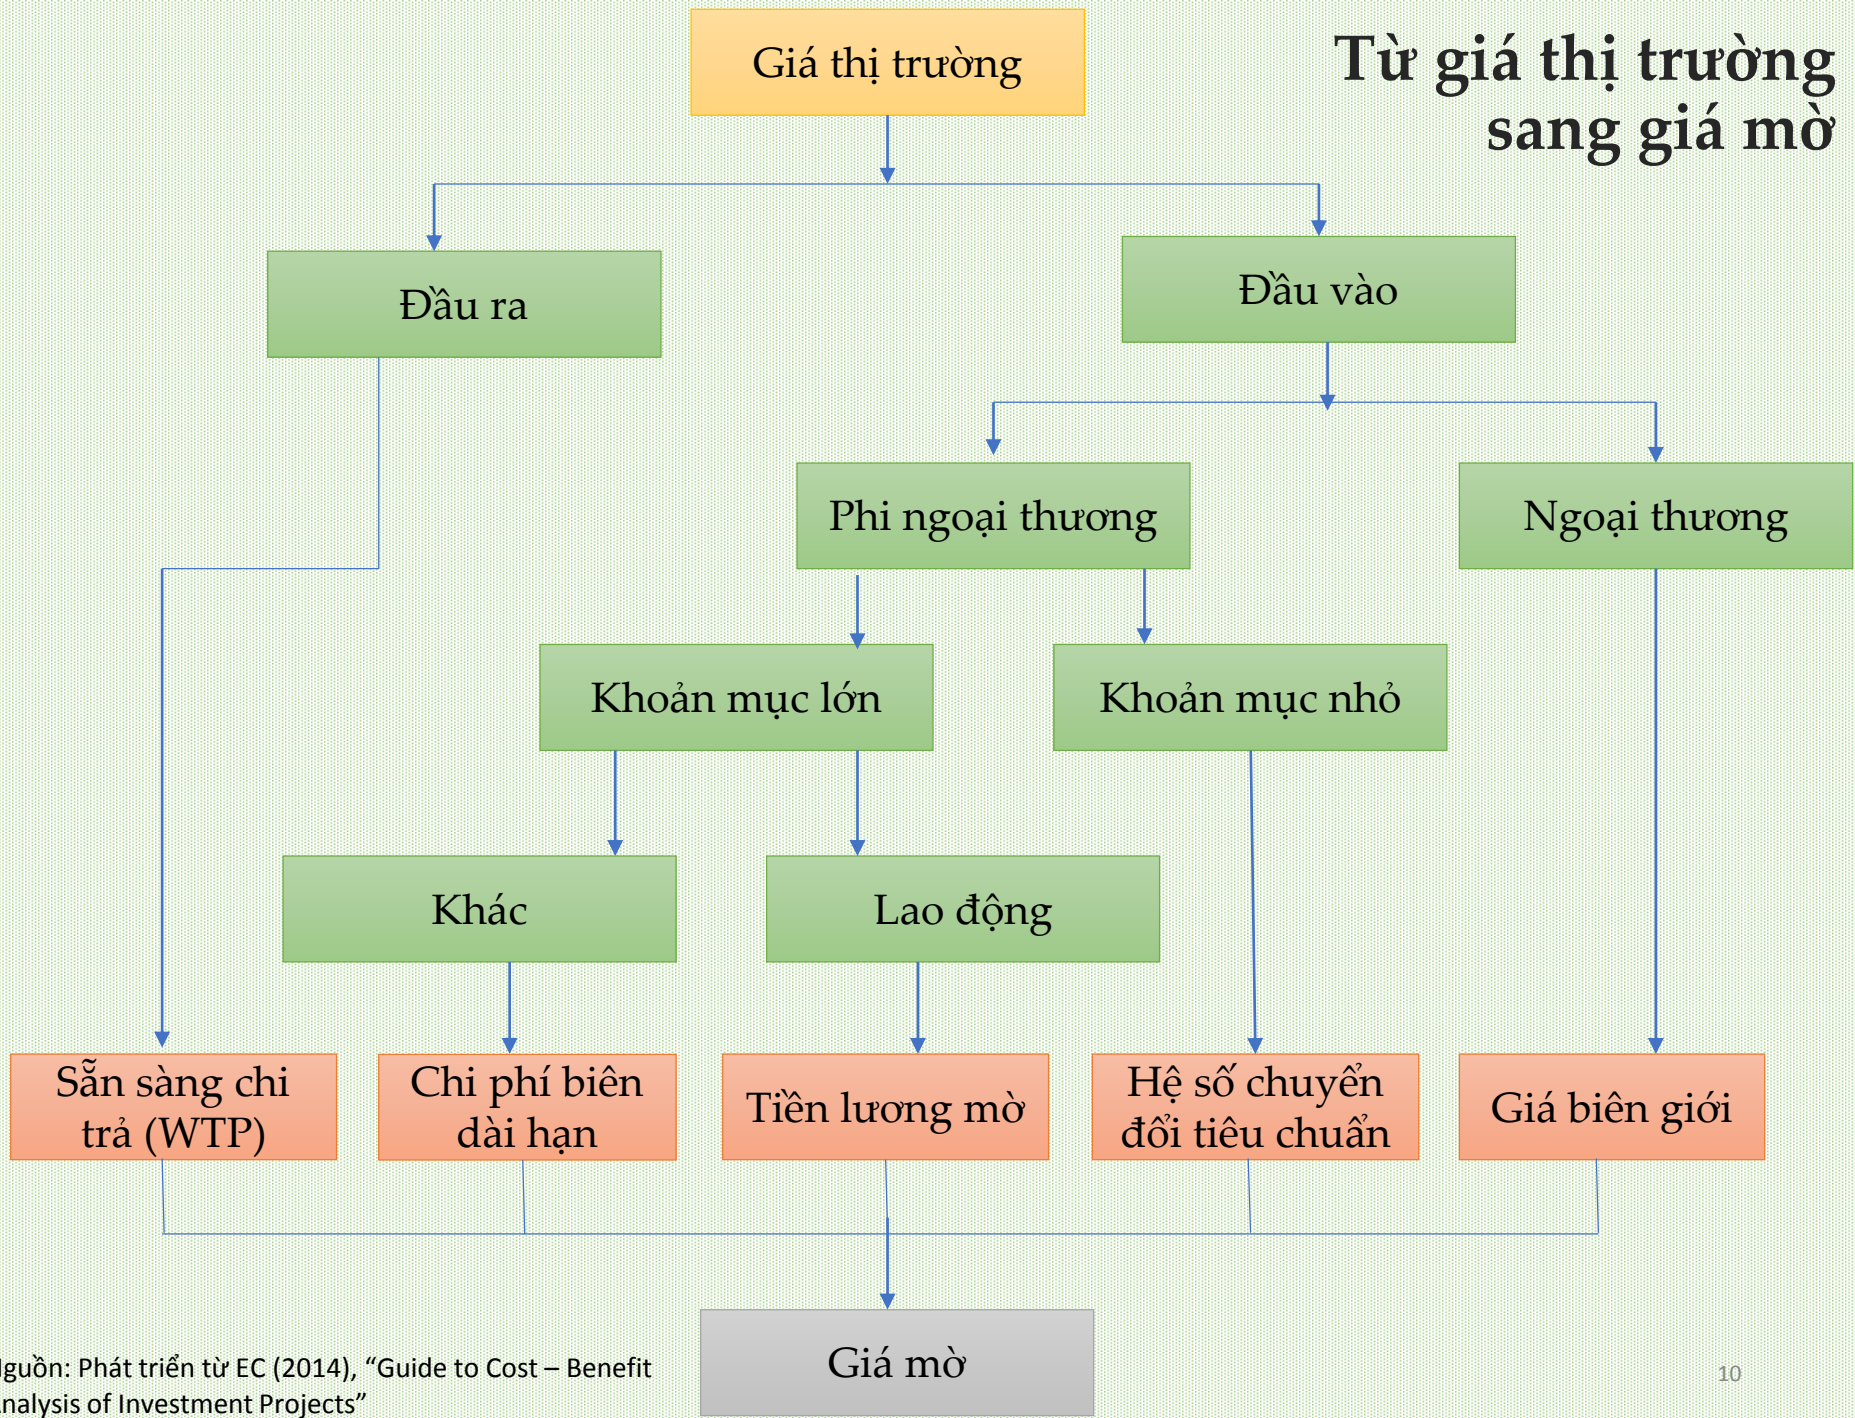 Giá thị trường
Từ giá thị trường
sang giá mờ
Đầu ra
Đầu vào
Phi ngoại thương
Ngoại thương
Khoản mục lớn
Khoản mục nhỏ
Khác
Lao động
Sẵn sàng chi
trả (WTP)
Chi phí biên
dài hạn
Tiền lương mờ
Hệ số chuyển
đổi tiêu chuẩn
Giá biên giới
Giá mờ
guồn: Phát triển từ EC (2014), “Guide to Cost – Benefit
nalysis of Investment Projects”
10